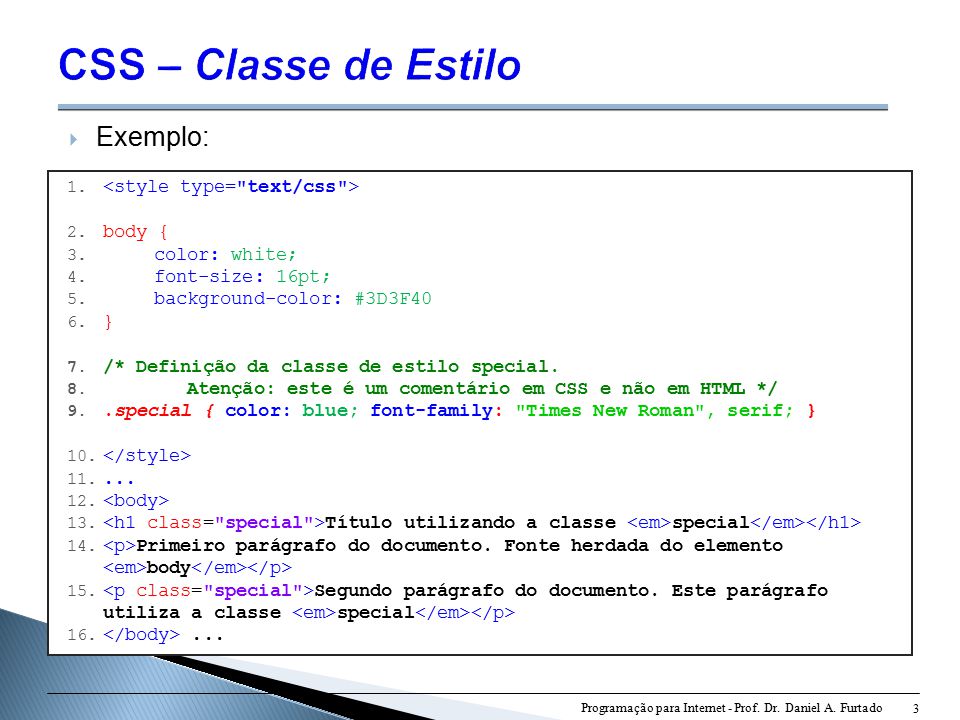 CSS – Classe de Estilo
Exemplo:
1. <style type="text/css">
2. body {
3. color: white;
4. font-size: 16pt;
5. background-color: #3D3F40
6. }
7. /* Definição da classe de estilo special.
8. Atenção: este é um comentário em CSS e não em HTML */
9. .special { color: blue; font-family: "Times New Roman", serif; }
10. </style>
11. ...
12. <body>
13. <h1 class="special">Título utilizando a classe <em>special</em></h1>
14. <p>Primeiro parágrafo do documento. Fonte herdada do elemento
<em>body</em></p>
15. <p class="special">Segundo parágrafo do documento. Este parágrafo
utiliza a classe <em>special</em></p>
16. </body> ...
Programação para Internet - Prof. Dr. Daniel A. Furtado 3